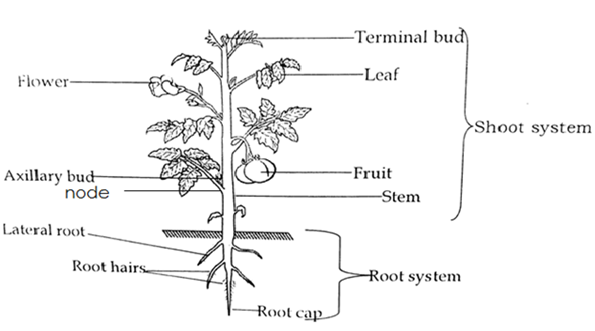 Terminal bud
Leaf
Flower
Shoot system
Axillary bud
Fruit
node
Stem
Lateral root
Root hairs
Root system
Root cap